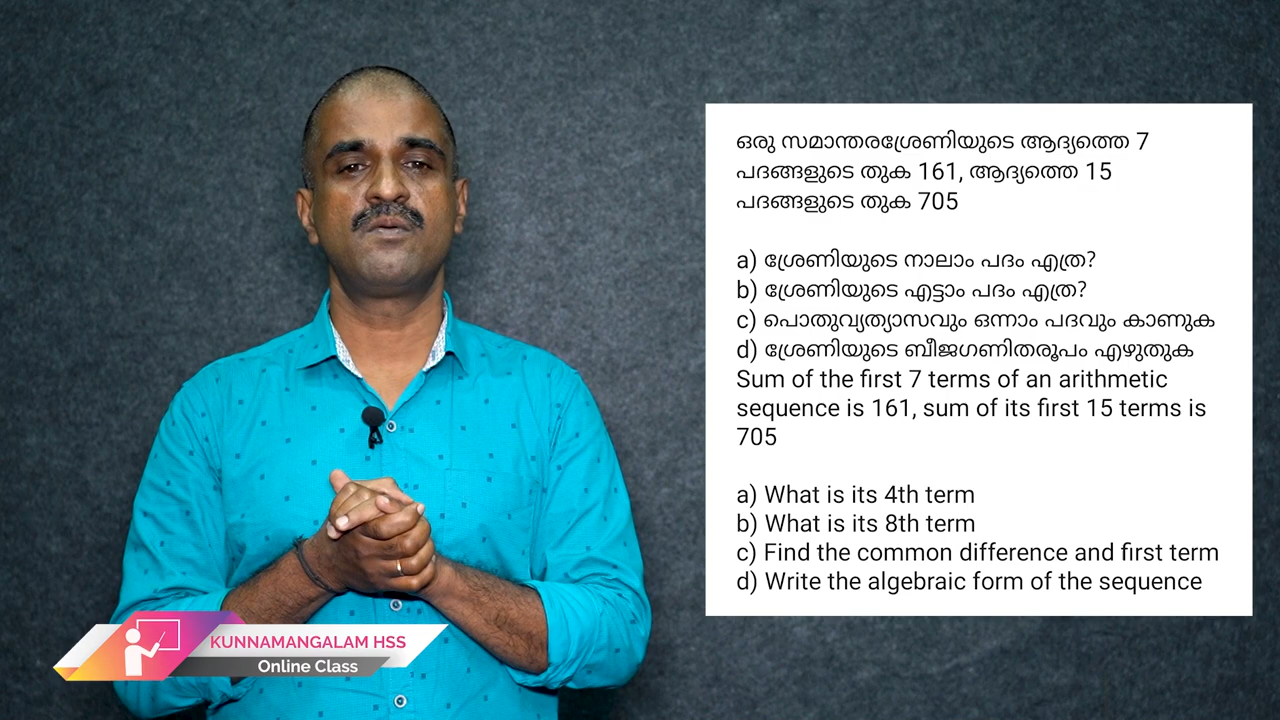 ഒരു സമാന്തരശ്രേണിയുടെ ആദ്യത്തെ 7
പദങ്ങളുടെ തുക 161, ആദ്യത്തെ 15
പദങ്ങളുടെ തുക 705
a) ശ്രേണിയുടെ നാലാം പദം എത്ര?
b) ശ്രേണിയുടെ എട്ടാം പദം എത്ര?
c) പൊതുവ്യത്യാസവും ഒന്നാം പദവും കാണുക
d) ശ്രേണിയുടെ ബീജഗണിതരൂപം എഴുതുക
Sum of the first 7 terms of an arithmetic
sequence is 161, sum of its first 15 terms is
705
a) What is its 4th term
b) What is its 8th term
c) Find the common difference and first term
d) Write the algebraic form of the sequence
KUNNAMANGALAM HSS
Online Class